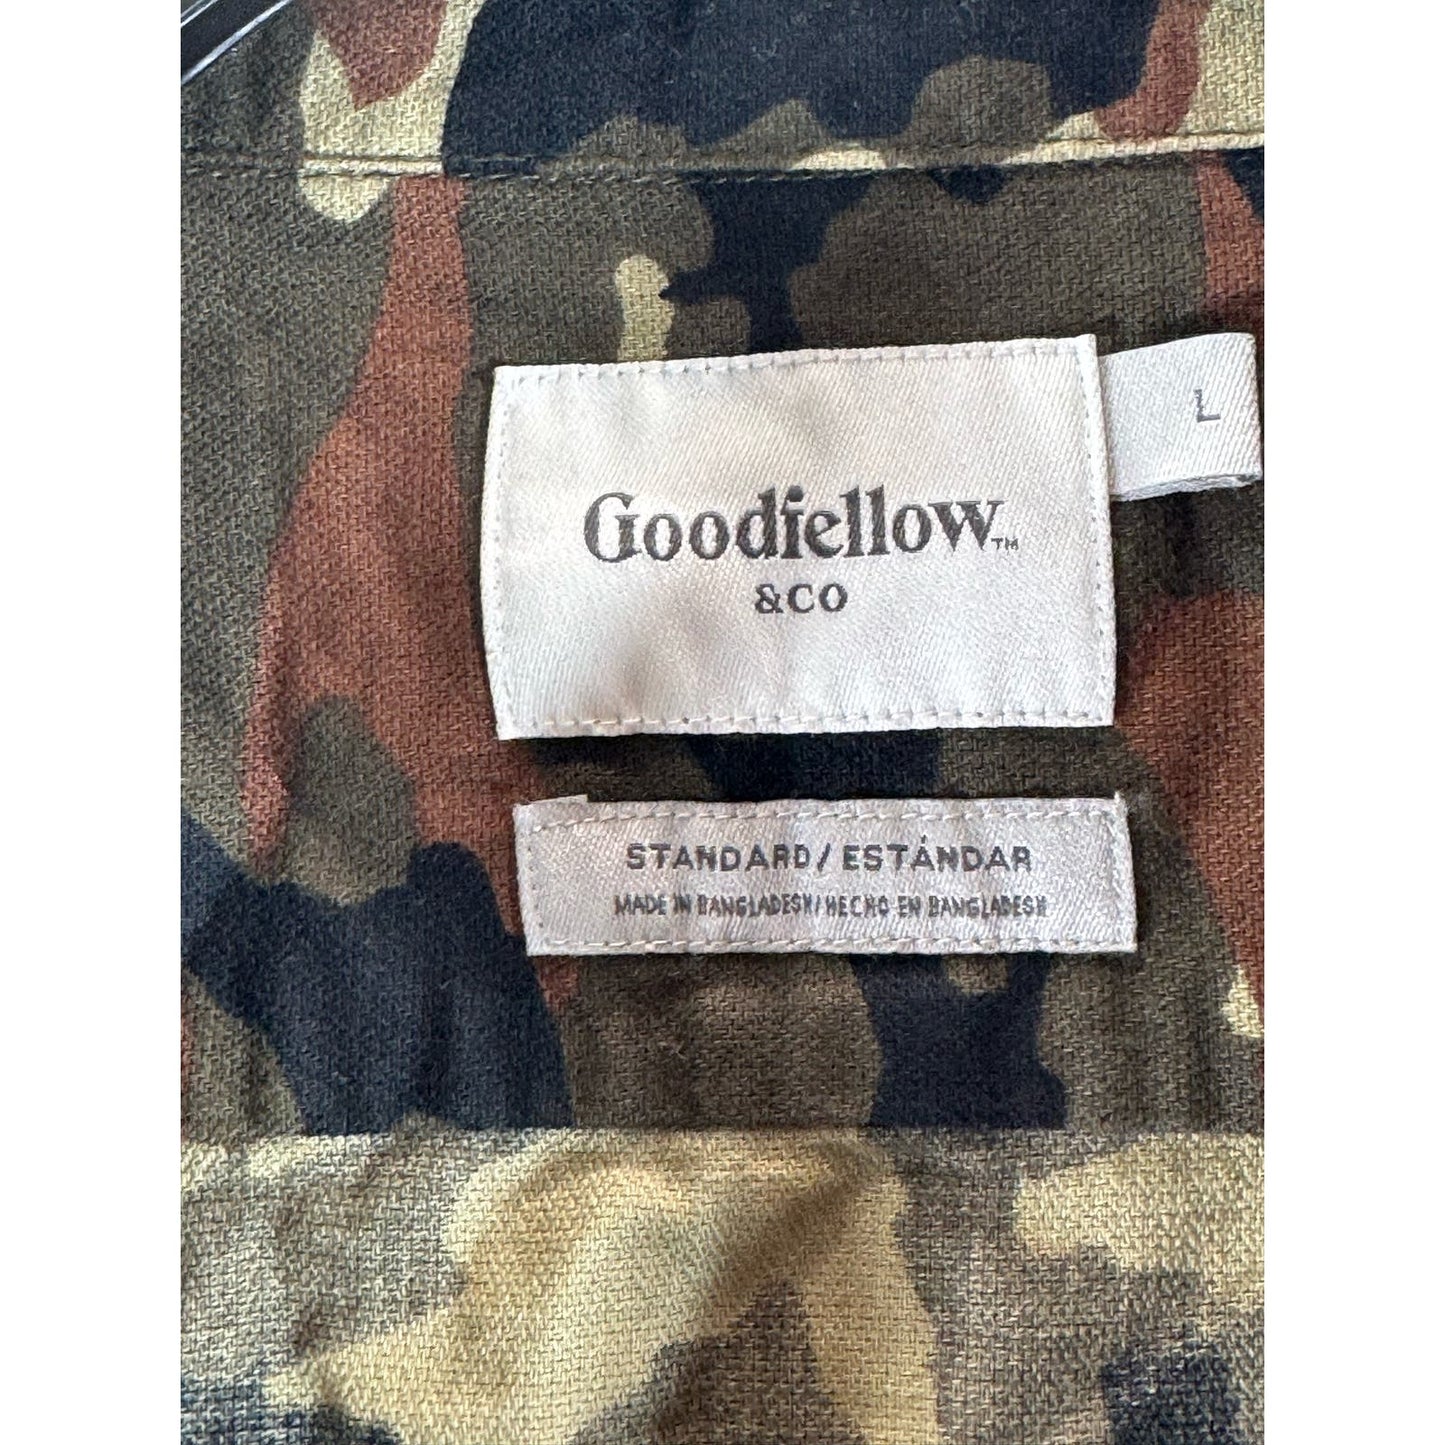 Goodfellow™
&CO
L
STANDARD/ESTÁNDAR
MADE IN BANGLADESH/HECHO EN BANGLADESH